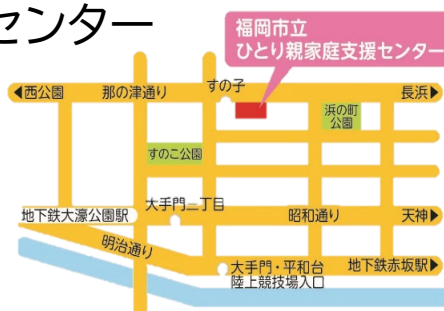 センター
福岡市立
ひとり親家庭支援センター
◀西公園
那の津通り
すの子
長浜▶
浜の町
公園
すのこ公園
地下鉄大濠公園駅
大手門二丁目
昭和通り
天神▶
明治通り
大手門・平和台
陸上競技場入口
地下鉄赤坂駅▶